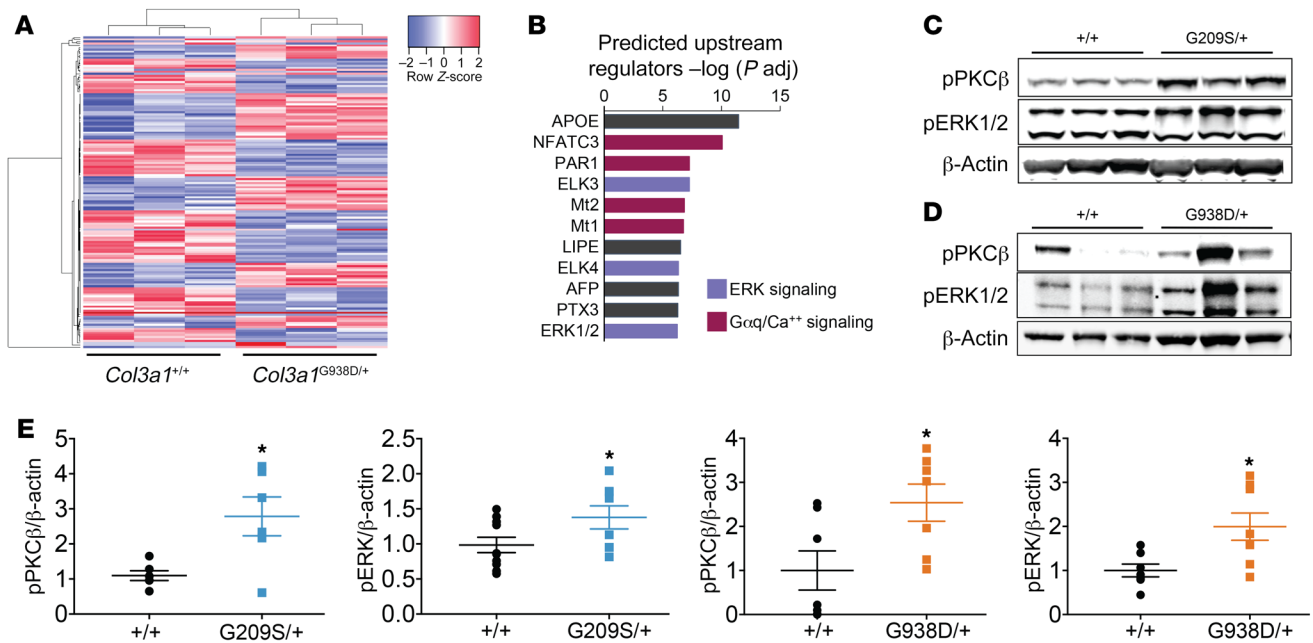 A
−2 −1 0 1 2
Row Z-score
Col3a1+/+
Col3a1G938D/+
B
Predicted upstream
regulators –log (P adj)
0 5 10 15
APOE
NFATC3
PAR1
ELK3
Mt2
Mt1
LIPE
ELK4
AFP
PTX3
ERK1/2
ERK signaling
Gαq/Ca++ signaling
C
+/+ G209S/+
pPKCβ
pERK1/2
β-Actin
D
+/+ G938D/+
pPKCβ
pERK1/2
β-Actin
E
pPKCβ/β-actin
5
4
3
2
1
0
*
+/+ G209S/+
pERK/β-actin
2.5
2.0
1.5
1.0
0.5
0.0
*
+/+ G209S/+
pPKCβ/β-actin
4
3
2
1
0
*
+/+ G938D/+
pERK/β-actin
4
3
2
1
0
*
+/+ G938D/+